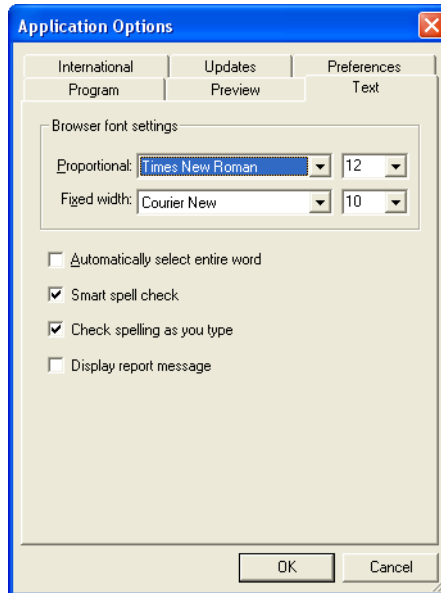 Application Options
International Updates Preferences
Program Preview Text
Browser font settings
Proportional: Times New Roman 12
Fixed width: Courier New 10
Automatically select entire word
Smart spell check
Check spelling as you type
Display report message
OK Cancel